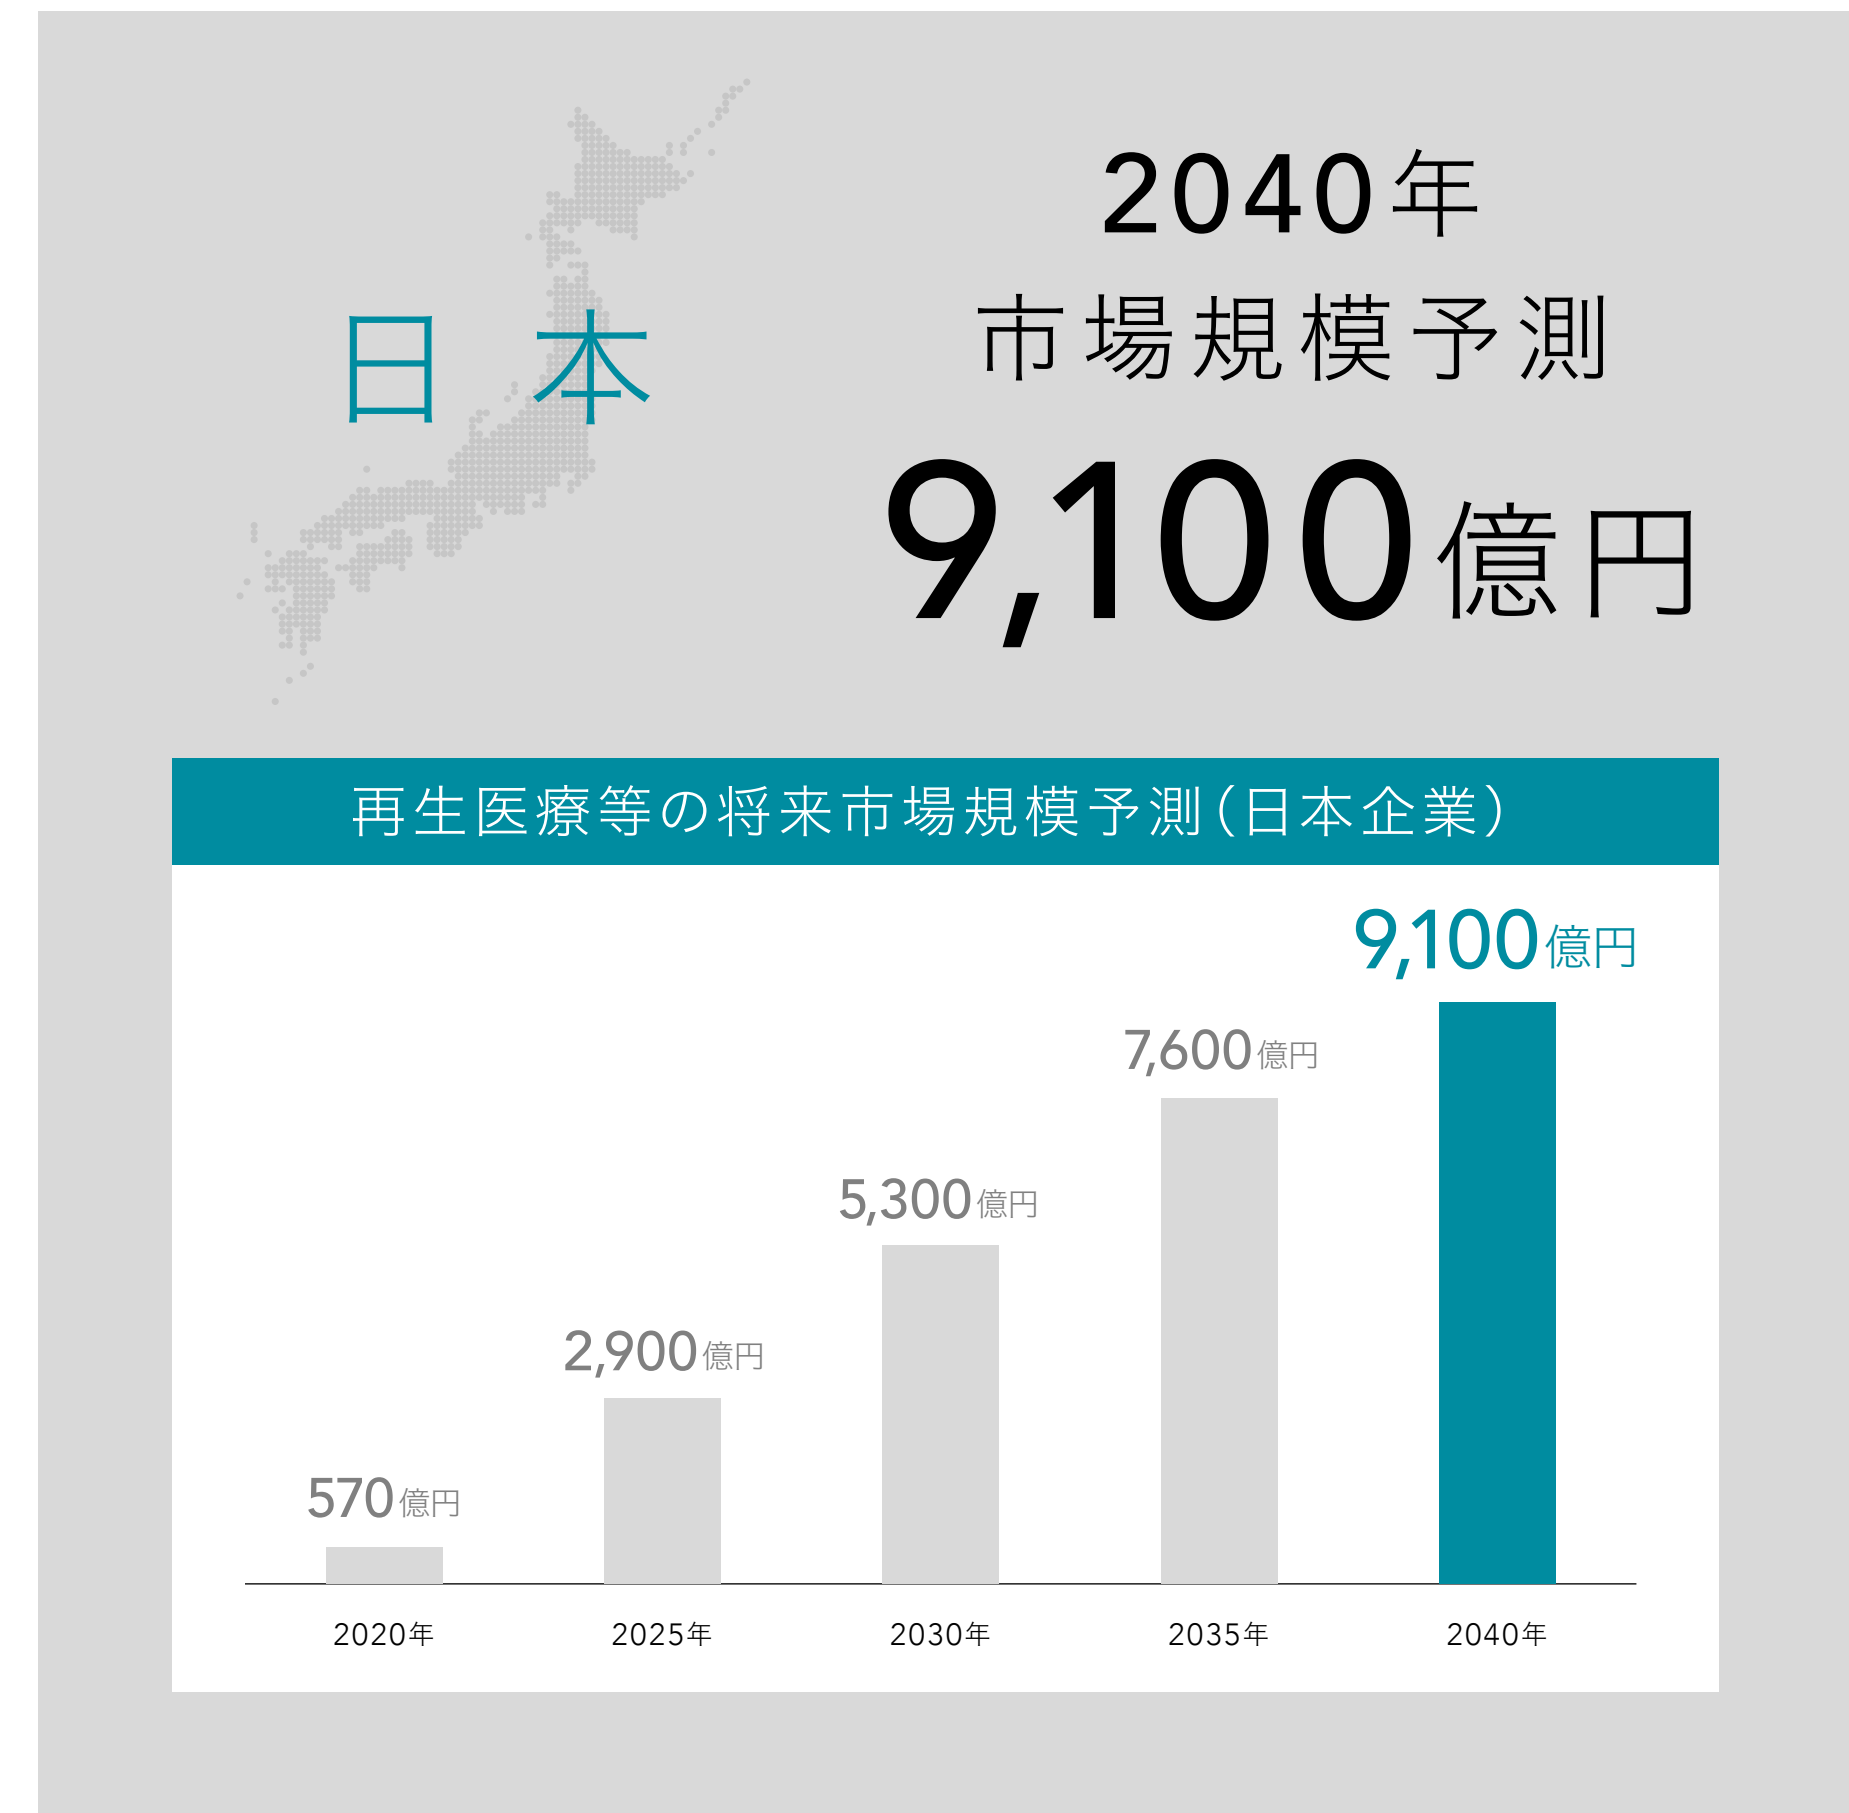 日本
2040年
市場規模予測
9,100億円
再生医療等の将来市場規模予測（日本企業）
570億円
2,900億円
5,300億円
7,600億円
9,100億円
2020年
2025年
2030年
2035年
2040年